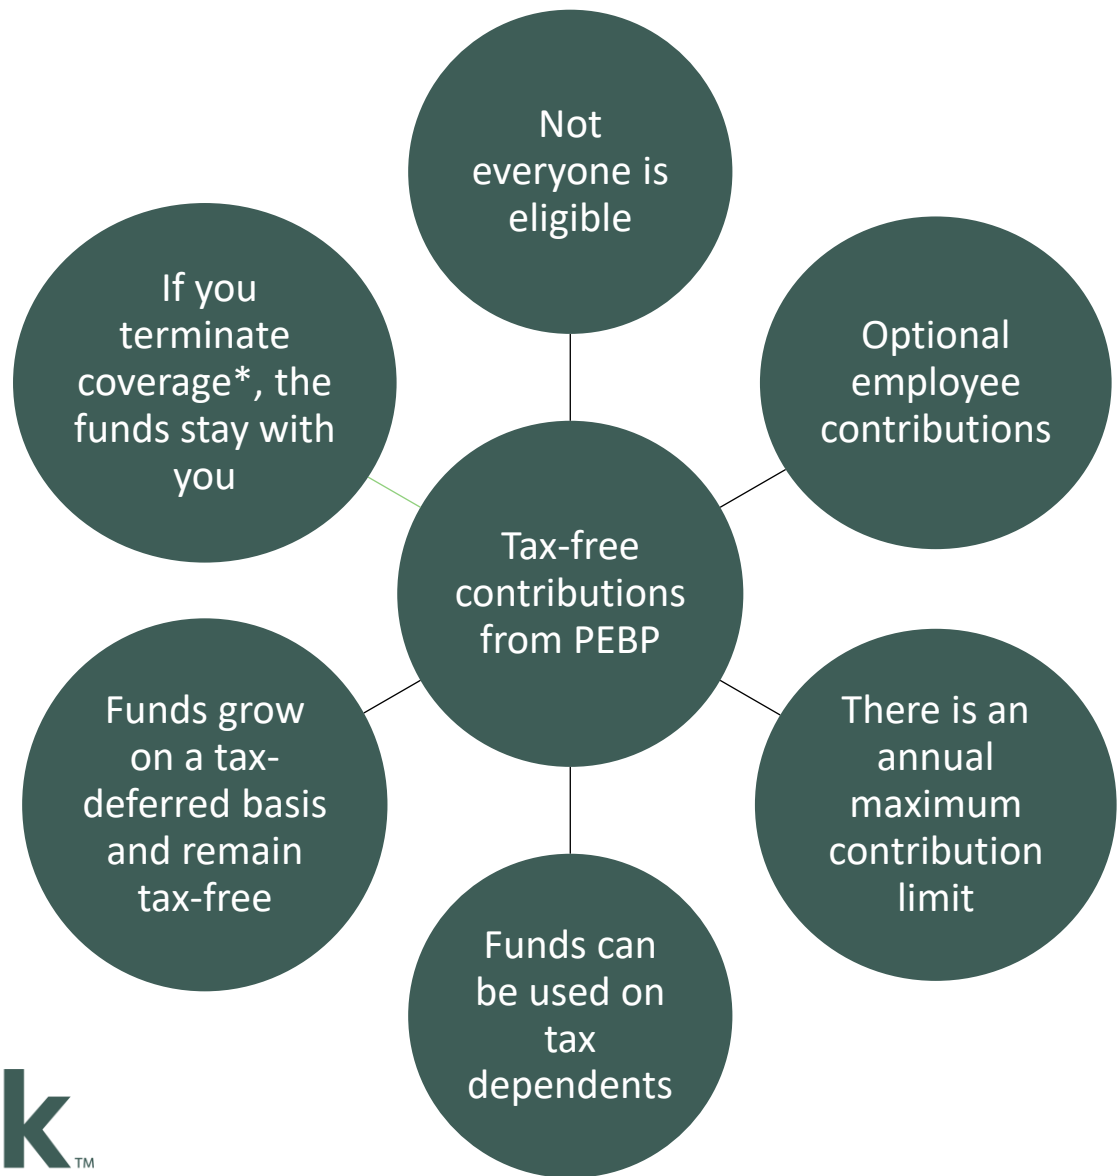 Not
everyone is
eligible
If you
terminate
coverage*, the
funds stay with
you
Optional
employee
contributions
Tax-free
contributions
from PEBP
Funds grow
on a tax-
deferred basis
and remain
tax-free
There is an
annual
maximum
contribution
limit
Funds can
be used on
tax
dependents
k™